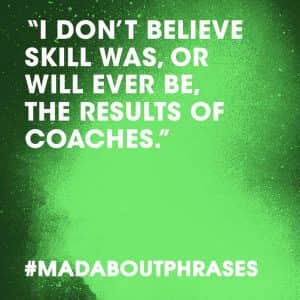 “I DON’T BELIEVE
SKILL WAS, OR
WILL EVER BE,
THE RESULTS OF
COACHES.”
#MADABOUTPHRASES